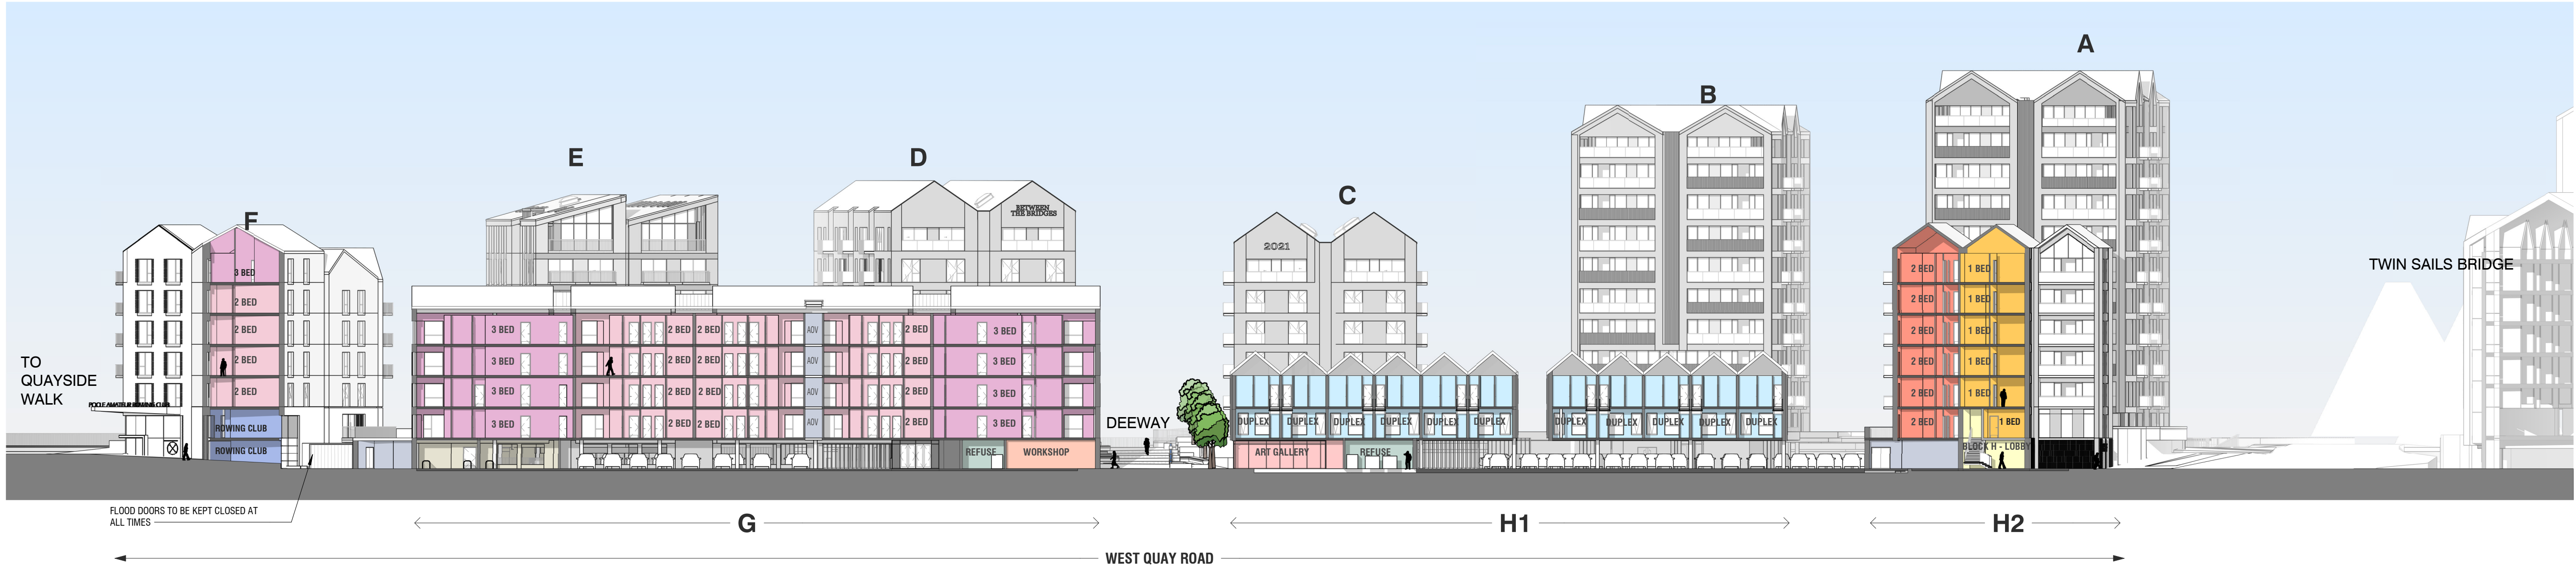 A
B
E
D
C
F
BETWEEN
THE BRIDGES
2021
TWIN SAILS BRIDGE
3 BED
2 BED
2 BED
2 BED
2 BED
ROWING CLUB
ROWING CLUB
TO
QUAYSIDE
WALK
POOLE AMATEUR ROWING CLUB
3 BED 2 BED 2 BED AOV 2 BED 3 BED
3 BED 2 BED 2 BED AOV 2 BED 3 BED
3 BED 2 BED 2 BED AOV 2 BED 3 BED
3 BED 2 BED 2 BED AOV 2 BED 3 BED
REFUSE WORKSHOP
DEEWAY
DUPLEX DUPLEX DUPLEX DUPLEX DUPLEX DUPLEX
DUPLEX DUPLEX DUPLEX DUPLEX DUPLEX
ART GALLERY REFUSE
2 BED 1 BED
2 BED 1 BED
2 BED 1 BED
2 BED 1 BED
2 BED 1 BED
2 BED 1 BED
BLOCK H - LOBBY
FLOOD DOORS TO BE KEPT CLOSED AT
ALL TIMES
G
H1
H2
WEST QUAY ROAD